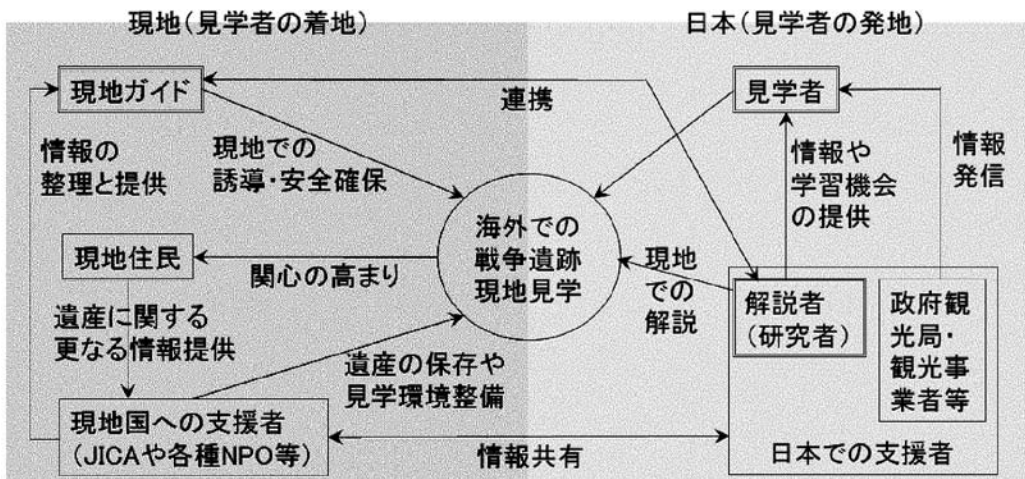 現地(見学者の着地)
日本(見学者の発地)
現地ガイド
連携
見学者
情報の
整理と提供
現地での
誘導・安全確保
情報や
学習機会
の提供
情報
発信
海外での
戦争遺跡
現地見学
現地住民
関心の高まり
現地
での
解説
解説者
(研究者)
政府観
光局・
観光事
業者等
遺産に関する
更なる情報提供
遺産の保存や
見学環境整備
現地国への支援者
(JICAや各種NPO等)
情報共有
日本での支援者